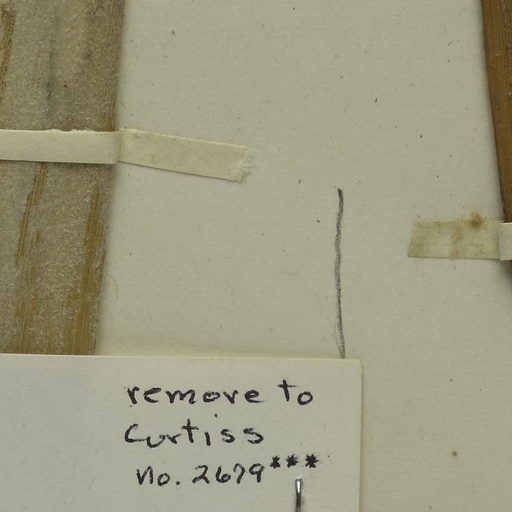 remove to
Curtiss
no. 2679***